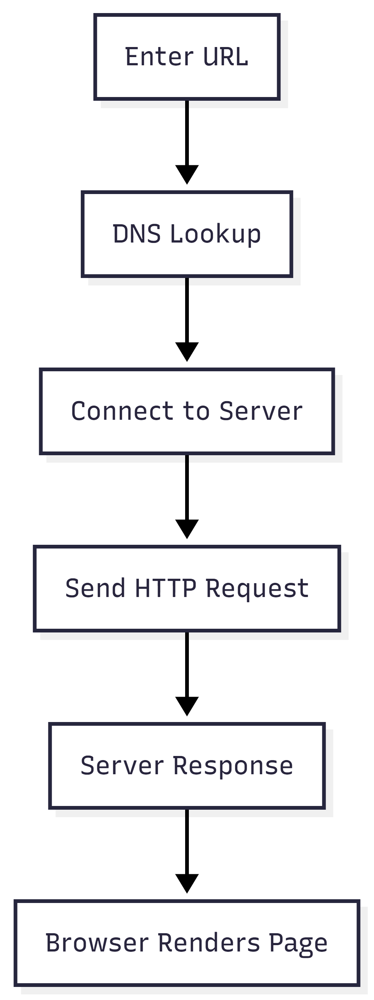 Enter URL
DNS Lookup
Connect to Server
Send HTTP Request
Server Response
Browser Renders Page